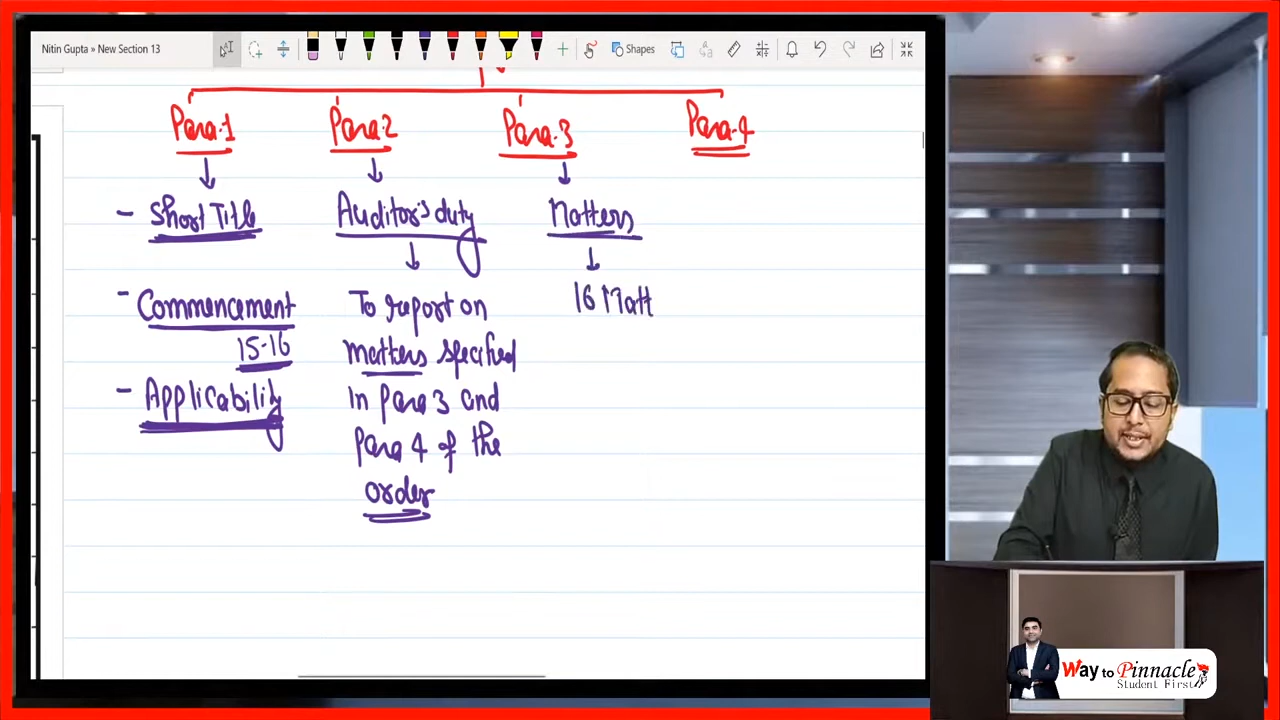 Nitin Gupta » New Section 13
Shapes
Para.1
Para.2
Para.3
Para.4
- Short Title
Auditor's duty
Matters
- Commencement
15-16
To report on
matters specified
in para 3 and
para 4 of the
order
16 Matt
- Applicability
Way to Pinnacle
Student First